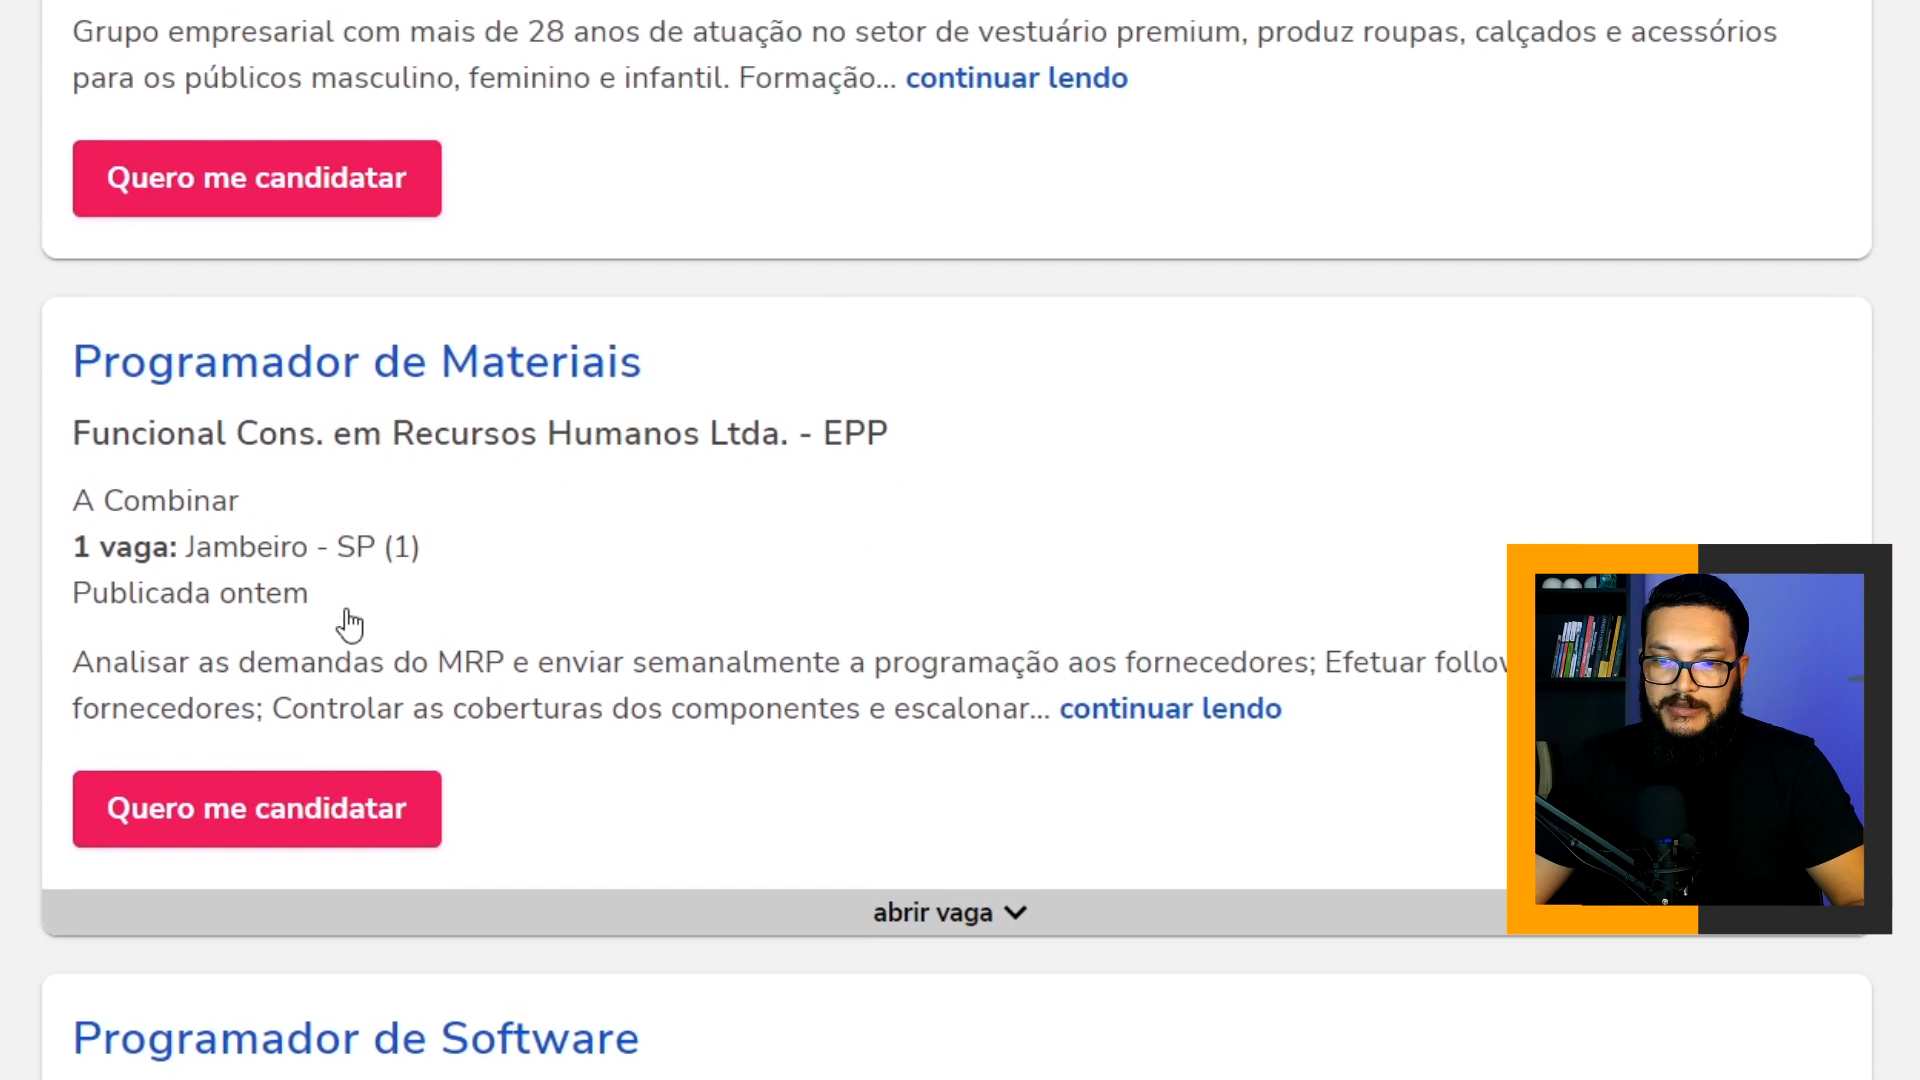 Grupo empresarial com mais de 28 anos de atuação no setor de vestuário premium, produz roupas, calçados e acessórios
para os públicos masculino, feminino e infantil. Formação... continuar lendo
Quero me candidatar
Programador de Materiais
Funcional Cons. em Recursos Humanos Ltda. - EPP
A Combinar
1 vaga: Jambeiro - SP (1)
Publicada ontem
Analisar as demandas do MRP e enviar semanalmente a programação aos fornecedores; Efetuar
fornecedores; Controlar as coberturas dos componentes e escalonar... continuar lendo
Quero me candidatar
abrir vaga
Programador de Software